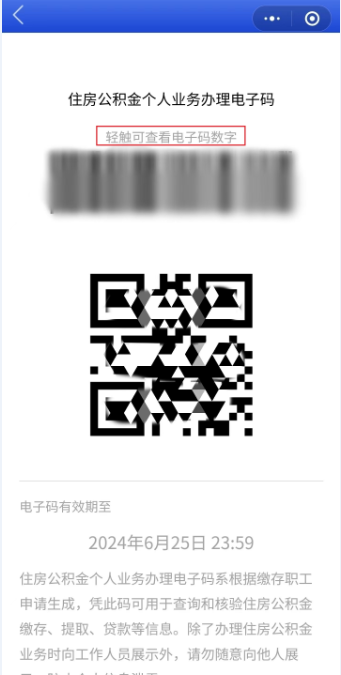 住房公积金个人业务办理电子码
轻触可查看电子码数字
电子码有效期至
2024年6月25日 23:59
住房公积金个人业务办理电子码系根据缴存职工
申请生成，凭此码可用于查询和核验住房公积金
缴存、提取、贷款等信息。除了办理住房公积金
业务时向工作人员展示外，请勿随意向他人展